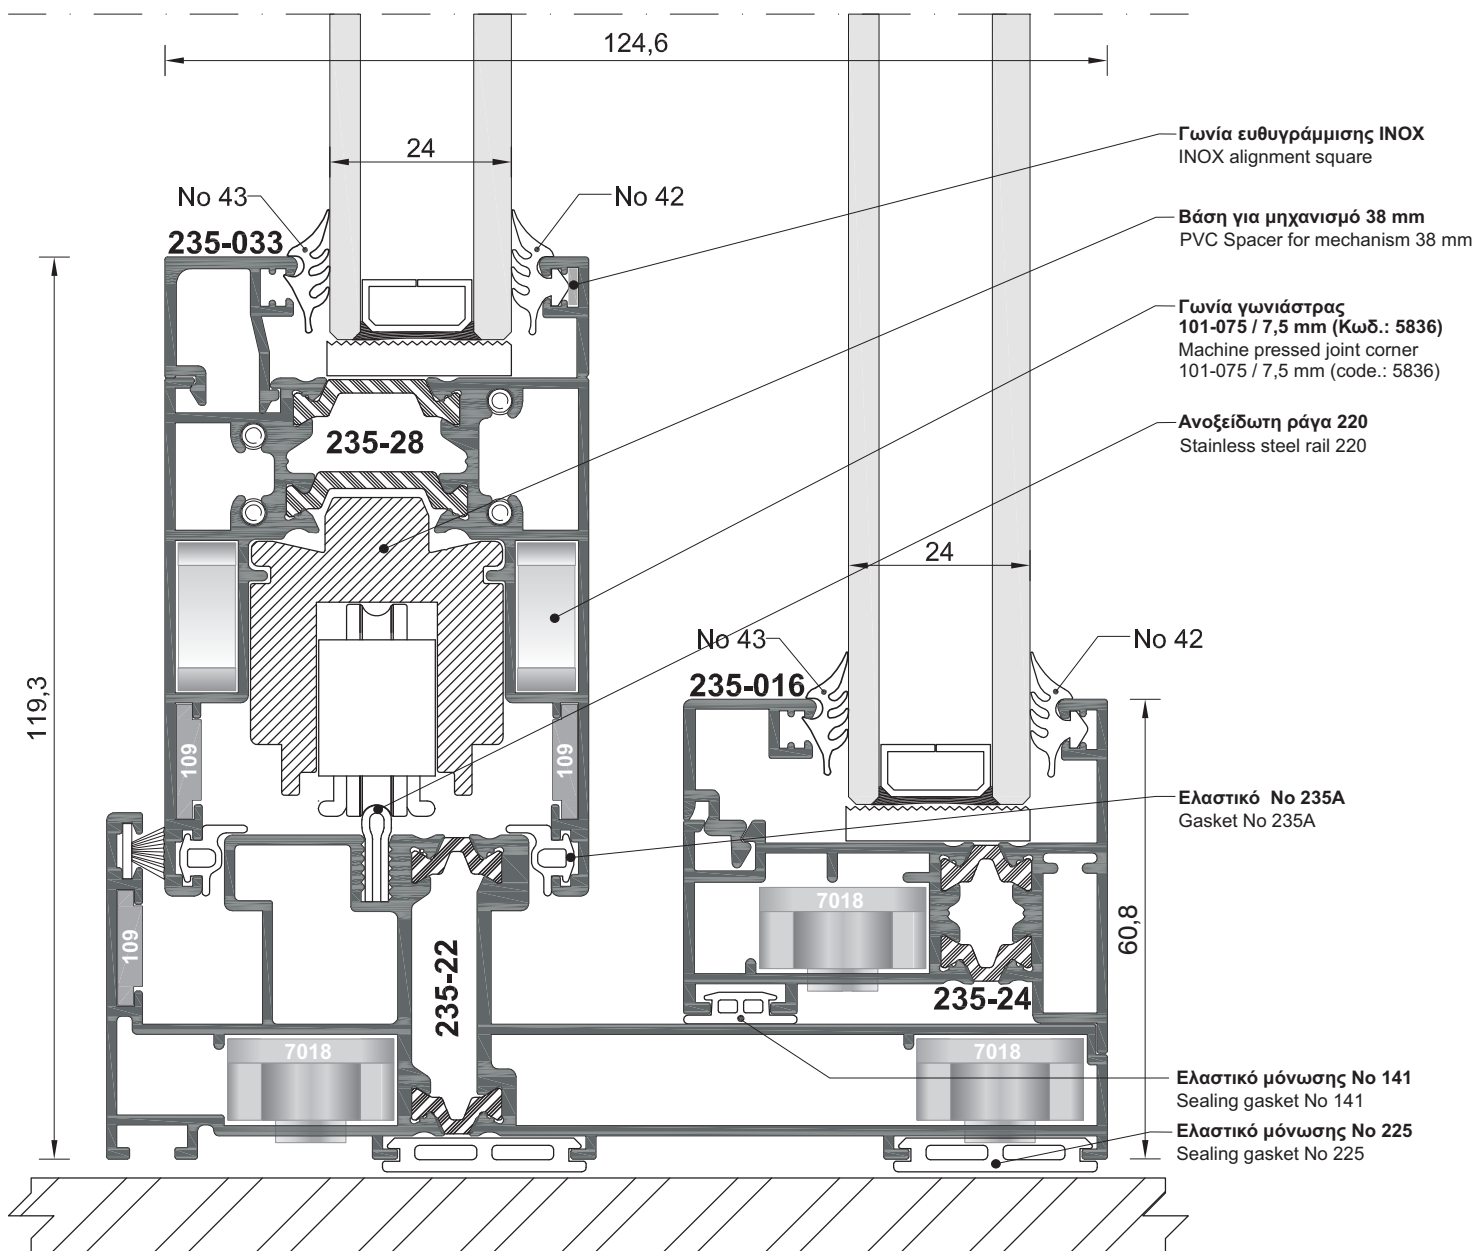 124,6
24
No 43
No 42
235-033
Γωνία ευθυγράμμισης INOX
INOX alignment square
Βάση για μηχανισμό 38 mm
PVC Spacer for mechanism 38 mm
Γωνία γωνιάστρας
101-075 / 7,5 mm (Κωδ.: 5836)
Machine pressed joint corner
101-075 / 7,5 mm (code.: 5836)
Ανοξείδωτη ράγα 220
Stainless steel rail 220
235-28
24
No 43
No 42
235-016
119,3
109
109
Ελαστικό No 235A
Gasket No 235A
7018
109
60,8
235-22
235-24
7018
7018
Ελαστικό μόνωσης No 141
Sealing gasket No 141
Ελαστικό μόνωσης No 225
Sealing gasket No 225